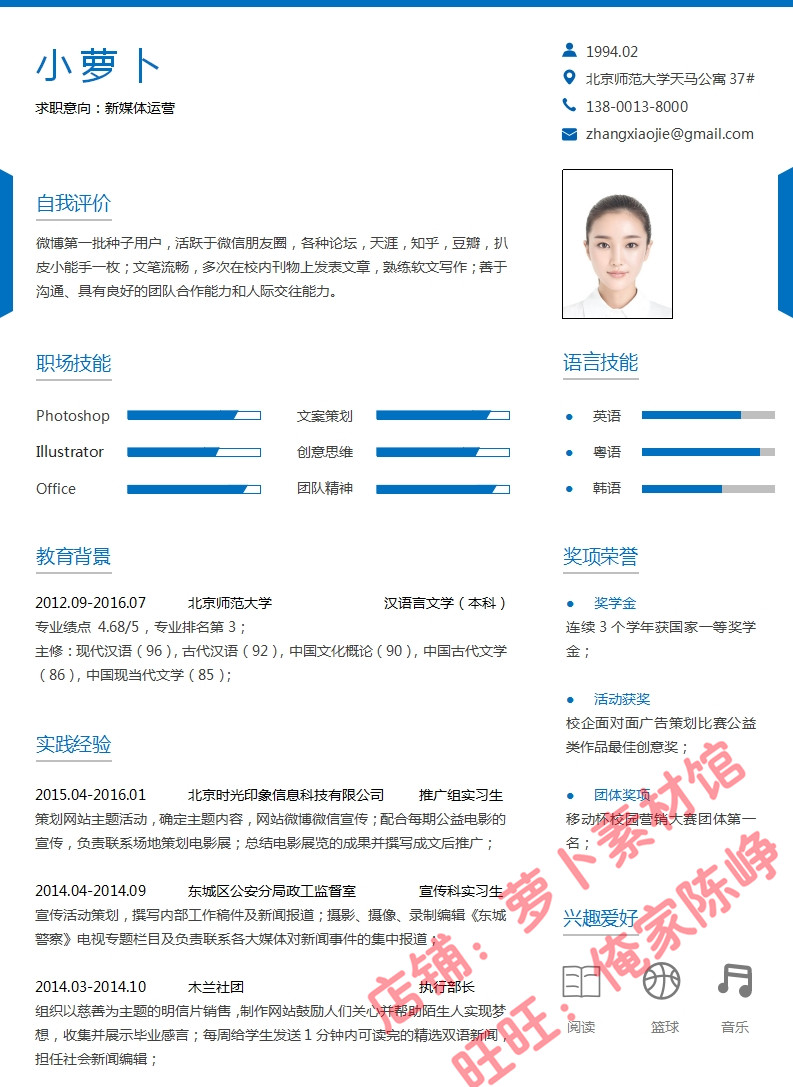 小萝卜
求职意向：新媒体运营
1994.02
北京师范大学天马公寓 37#
138-0013-8000
zhangxiaojie@gmail.com
自我评价
微博第一批种子用户，活跃于微信朋友圈，各种论坛，天涯，知乎，豆瓣，扒
皮小能手一枚；文笔流畅，多次在校内刊物上发表文章，熟练软文写作；善于
沟通、具有良好的团队合作能力和人际交往能力。
职场技能
Photoshop
文案策划
Illustrator
创意思维
Office
团队精神
语言技能
英语
粤语
韩语
教育背景
2012.09-2016.07 北京师范大学 汉语言文学（本科）
专业绩点 4.68/5，专业排名第 3；
主修：现代汉语（96），古代汉语（92），中国文化概论（90），中国古代文学
（86），中国现当代文学（85）；
实践经验
2015.04-2016.01 北京时光印象信息科技有限公司 推广组实习生
策划网站主题活动，确定主题内容，网站微博微信宣传；配合每期公益电影的
宣传，负责联系场地策划电影展；总结电影展览的成果并撰写成文后推广；
2014.04-2014.09 东城区公安分局政工监督室 宣传科实习生
宣传活动策划，撰写内部工作稿件及新闻报道；摄影、摄像、录制编辑《东城
警察》电视专题栏目及负责联系各大媒体对新闻事件的集中报道；
2014.03-2014.10 木兰社团 执行部长
组织以慈善为主题的明信片销售，制作网站鼓励人们关心并帮助陌生人实现梦
想，收集并展示毕业感言；每周给学生发送 1 分钟内可读完的精选双语新闻，
担任社会新闻编辑；
奖项荣誉
奖学金
连续 3 个学年获国家一等奖学
金；
活动获奖
校企面对面广告策划比赛公益
类作品最佳创意奖；
团体奖项
移动杯校园营销大赛团体第一
名；
兴趣爱好
阅读
篮球
音乐
店铺：萝卜素材馆
旺旺：俺家陈峥